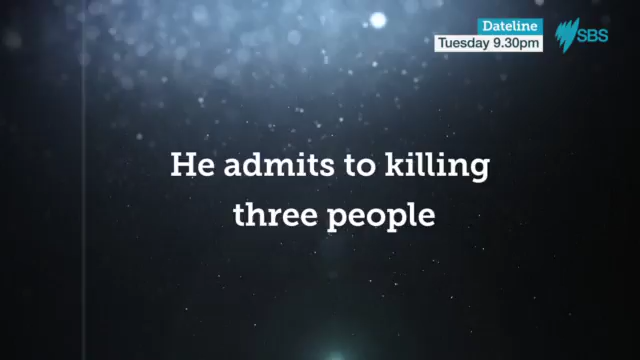 Dateline
Tuesday 9.30pm
SBS
He admits to killing
three people